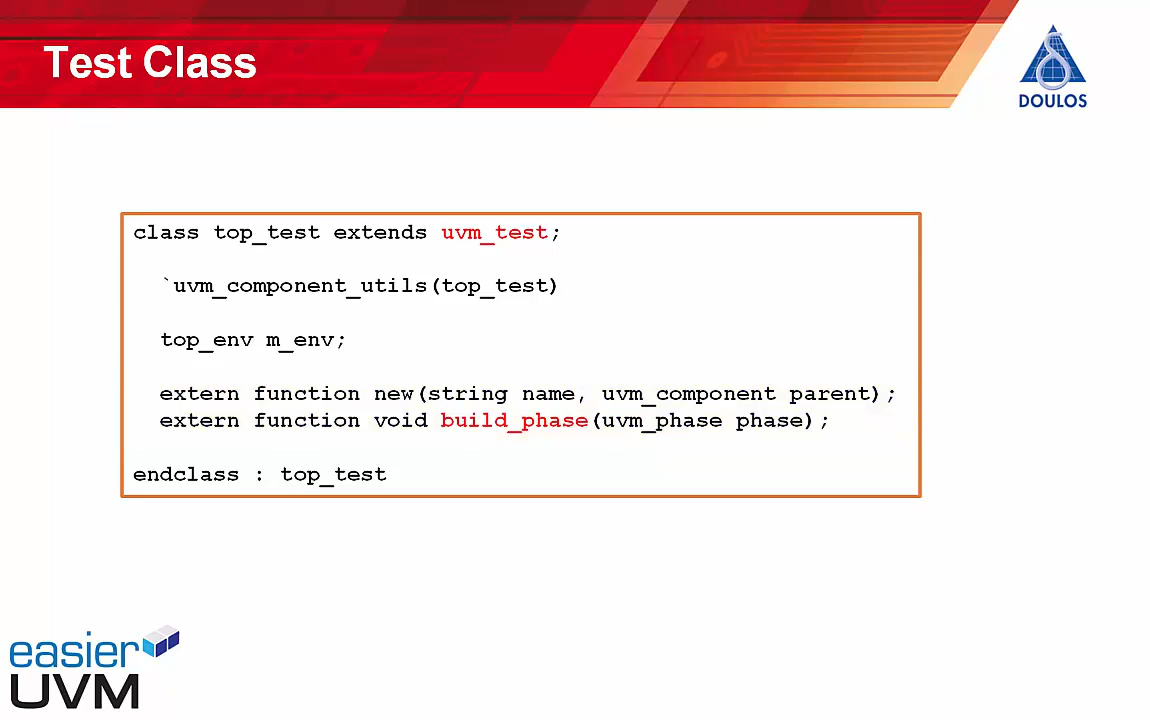 Test Class
DOULOS
class top_test extends uvm_test;
`uvm_component_utils(top_test)
top_env m_env;
extern function new(string name, uvm_component parent);
extern function void build_phase(uvm_phase phase);
endclass : top_test
easier
UVM